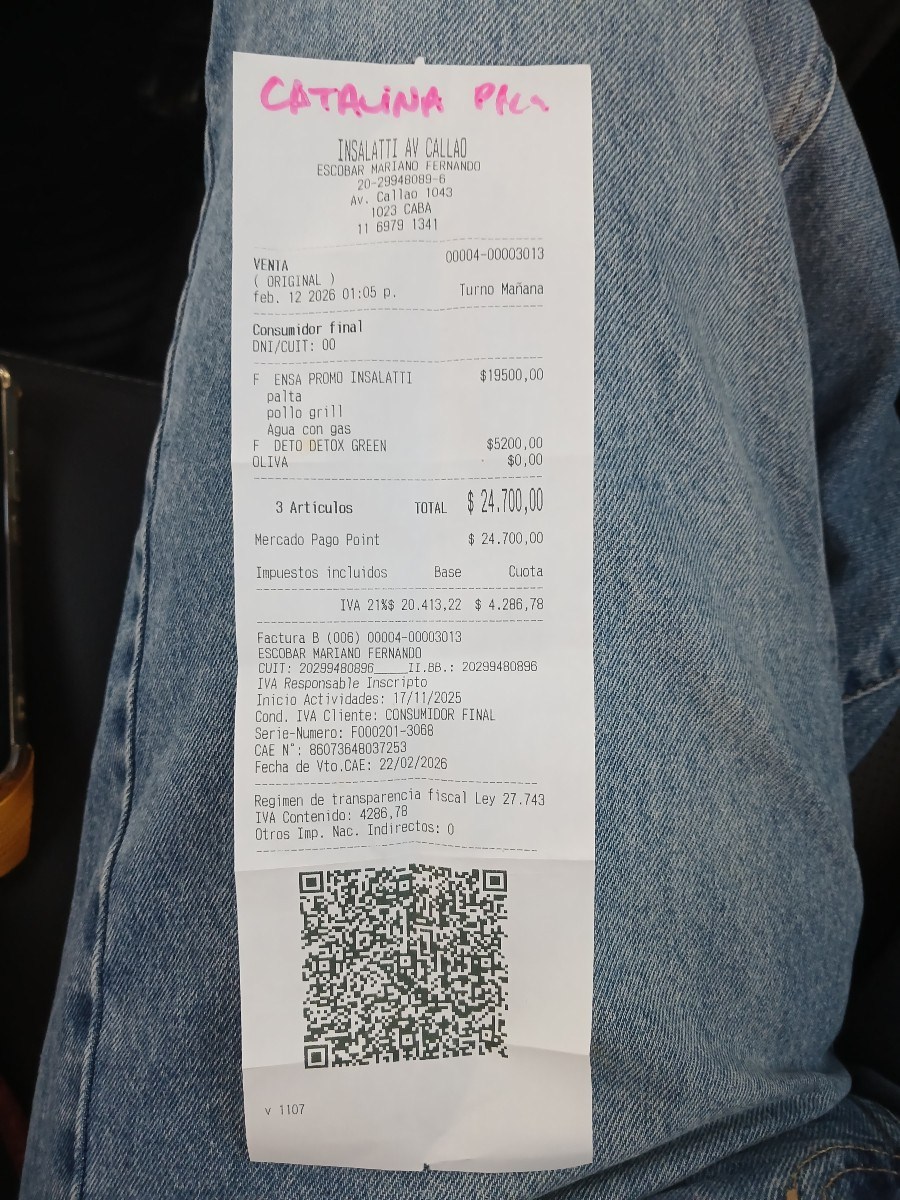 CATALINA
INSALATTI AV CALLAO
ESCOBAR MARIANO FERNANDO
20-29948089-6
Av. Callao 1043
1023 CABA
11 6979 1341
VENTA 00004-00003013
( ORIGINAL )
feb. 12 2026 01:05 p. Turno Mañana
Consumidor final
DNI/CUIT: 00
F ENSA PROMO INSALATTI $19500,00
palta
pollo grill
Agua con gas
F DETO DETOX GREEN $5200,00
OLIVA $0,00
3 Articulos TOTAL $ 24.700,00
Mercado Pago Point $ 24.700,00
Impuestos incluidos Base Cuota
IVA 21%$ 20.413,22 $ 4.286,78
Factura B (006) 00004-00003013
ESCOBAR MARIANO FERNANDO
CUIT: 20299480896____II.BB.: 20299480896
IVA Responsable Inscripto
Inicio Actividades: 17/11/2025
Cond. IVA Cliente: CONSUMIDOR FINAL
Serie-Numero: F000201-3068
CAE N°: 86073648037253
Fecha de Vto.CAE: 22/02/2026
Regimen de transparencia fiscal Ley 27.743
IVA Contenido: 4286,78
Otros Imp. Nac. Indirectos: 0
v 1107